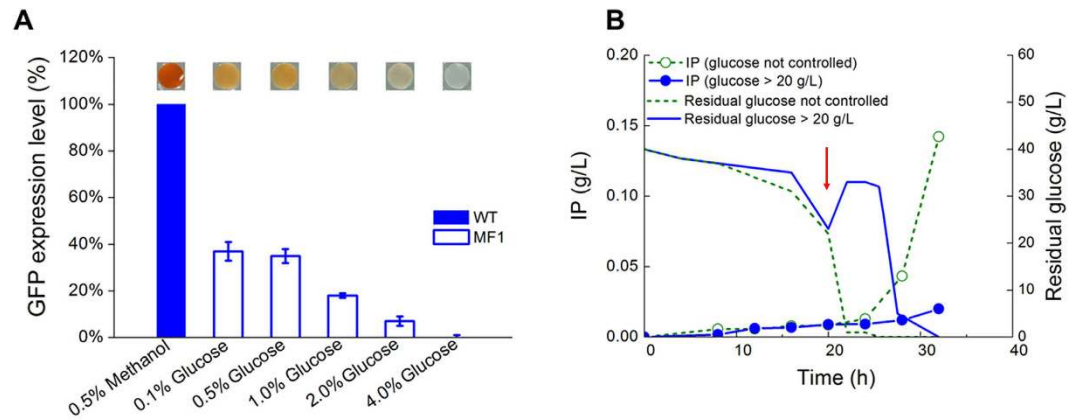 A
GFP expression level (%)
120%
100%
80%
60%
40%
20%
0%
WT
MF1
0.5% Methanol
0.1% Glucose
0.5% Glucose
1.0% Glucose
2.0% Glucose
4.0% Glucose
B
IP (g/L)
0.20
0.15
0.10
0.05
0.00
IP (glucose not controlled)
IP (glucose > 20 g/L)
Residual glucose not controlled
Residual glucose > 20 g/L
60
50
40
30
20
10
0
Residual glucose (g/L)
0 10 20 30 40
Time (h)